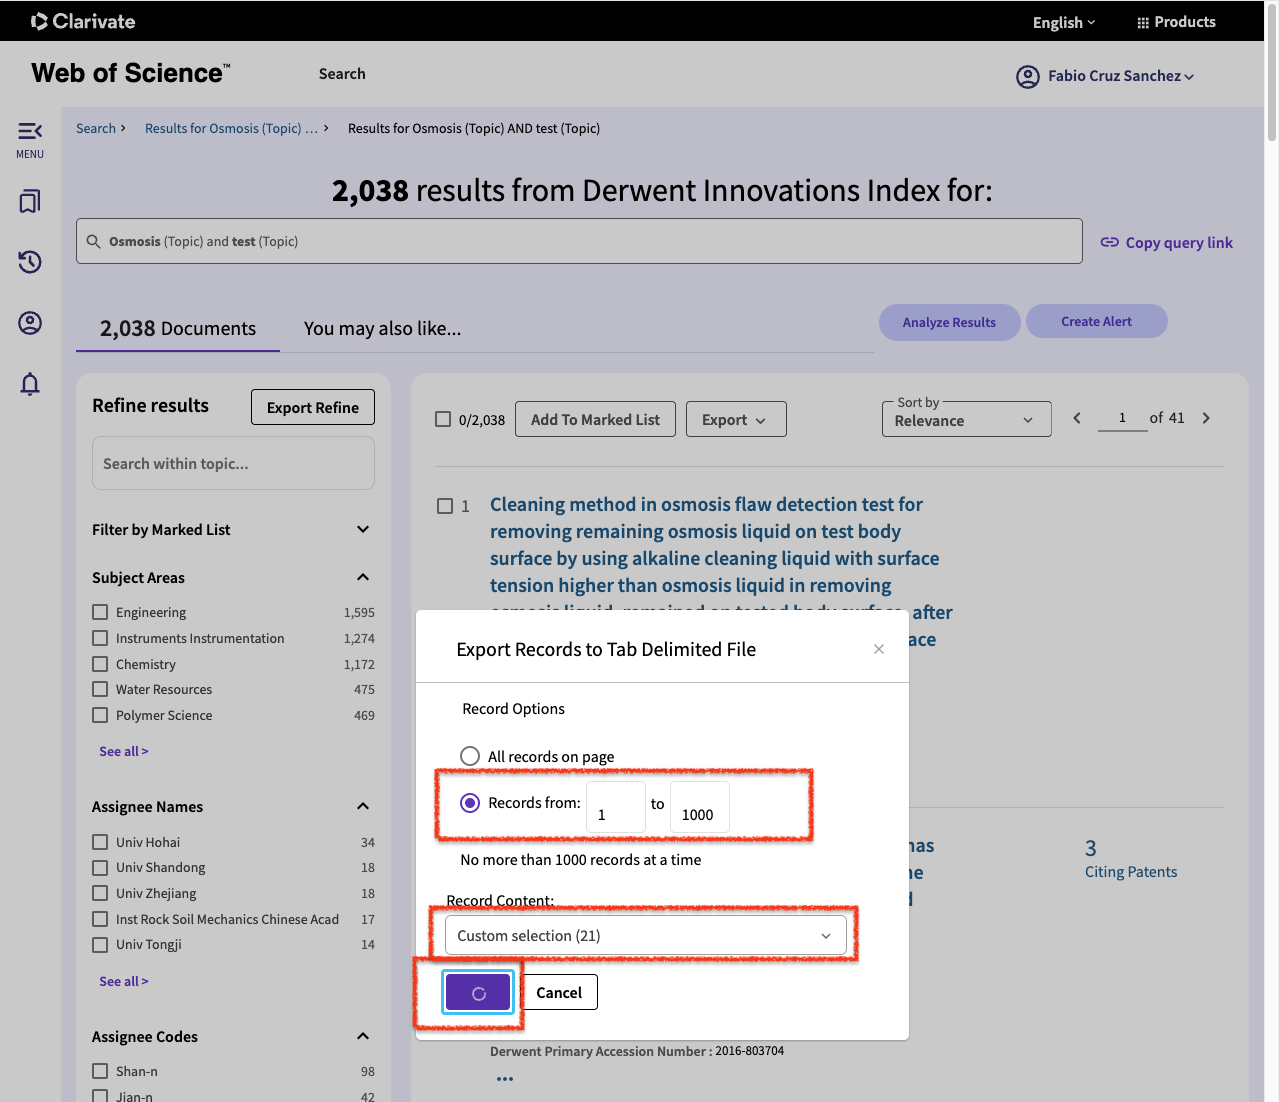 Clarivate
English
Products
Web of Science™
Search
Fabio Cruz Sanchez
MENU
Search > Results for Osmosis (Topic) ... > Results for Osmosis (Topic) AND test (Topic)
2,038 results from Derwent Innovations Index for:
Osmosis (Topic) and test (Topic)
Copy query link
2,038 Documents
You may also like...
Analyze Results
Create Alert
Refine results
Export Refine
Search within topic...
Filter by Marked List
Subject Areas
Engineering 1,595
Instruments Instrumentation 1,274
Chemistry 1,172
Water Resources 475
Polymer Science 469
See all >
Assignee Names
Univ Hohai 34
Univ Shandong 18
Univ Zhejiang 18
Inst Rock Soil Mechanics Chinese Acad 17
Univ Tongji 14
See all >
Assignee Codes
Shan-n 98
Jian-n 42
0/2,038
Add To Marked List
Export
Sort by
Relevance
1 of 41
1
Cleaning method in osmosis flaw detection test for
removing remaining osmosis liquid on test body
surface by using alkaline cleaning liquid with surface
tension higher than osmosis liquid in removing
osmosis liquid remained on tested body surface after
Export Records to Tab Delimited File
×
Record Options
All records on page
Records from: 1 to 1000
No more than 1000 records at a time
Record Content:
Custom selection (21)
Cancel
3
Citing Patents
Derwent Primary Accession Number : 2016-803704
...